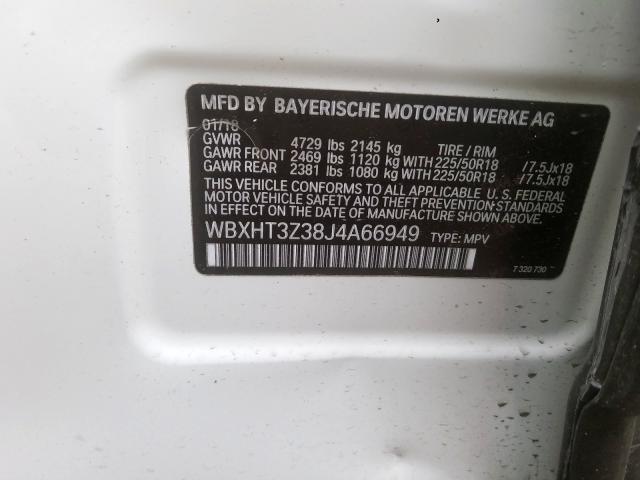 MFD BY BAYERISCHE MOTOREN WERKE AG
01/18
GVWR 4729 lbs 2145 kg TIRE / RIM
GAWR FRONT 2469 lbs 1120 kg WITH 225/50R18 /7.5Jx18
GAWR REAR 2381 lbs 1080 kg WITH 225/50R18 /7.5Jx18
THIS VEHICLE CONFORMS TO ALL APPLICABLE U.S. FEDERAL
MOTOR VEHICLE SAFETY AND THEFT PREVENTION STANDARDS
IN EFFECT ON THE DATE OF MANUFACTURE SHOWN ABOVE.
WBXHT3Z38J4A66949 TYPE: MPV
7 320 730